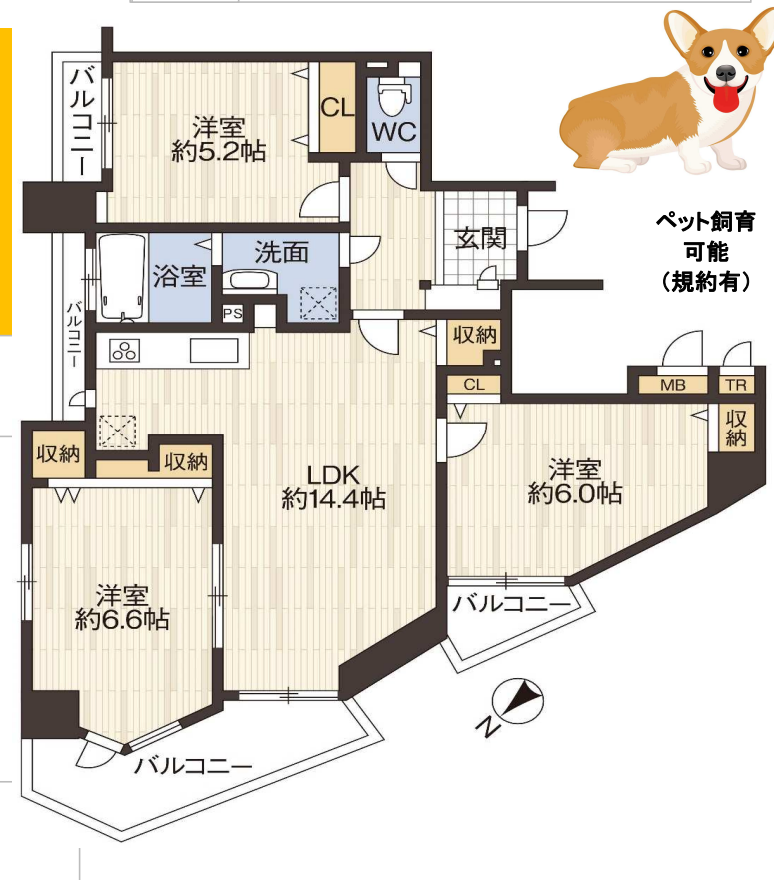 バルコニー
洋室
約5.2帖
CL
WC
ペット飼育
可能
(規約有)
玄関
浴室
洗面
PS
バルコニー
収納
CL
MB
TR
収納
収納
収納
LDK
約14.4帖
洋室
約6.0帖
洋室
約6.6帖
バルコニー
バルコニー
N